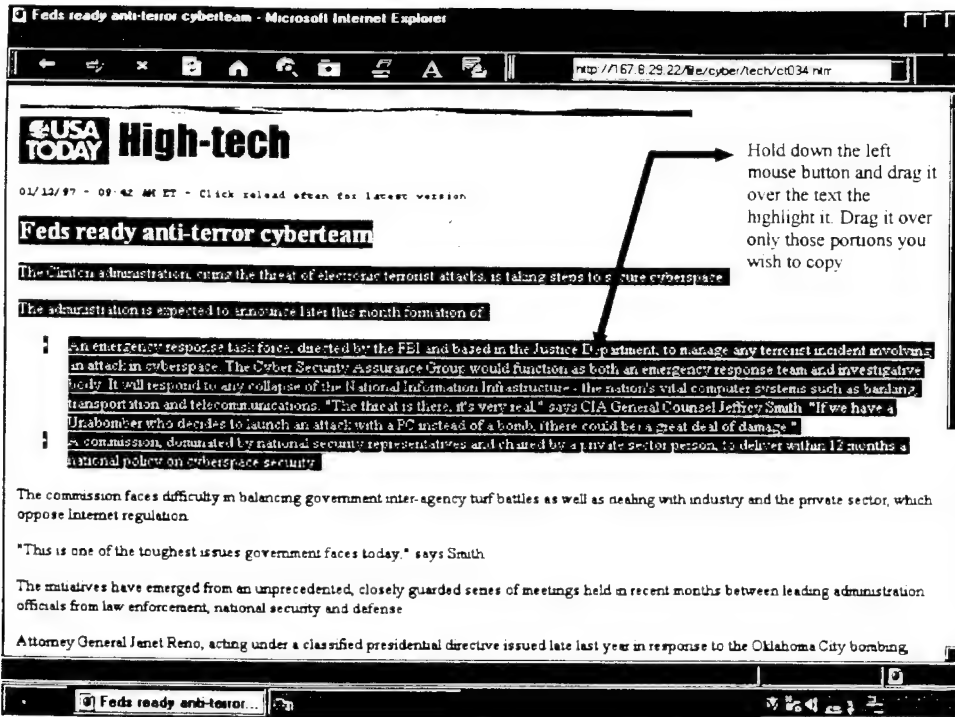 Feds ready anti-terror cyberteam - Microsoft Internet Explorer
http://167.8.29.22/file/cyber/tech/ct034.htm
USA
TODAY High-tech
- 09:42 AM ET - Click reload often for latest version
Feds ready anti-terror cyberteam
The Clinton administration, citing the threat of electronic terrorist attacks, is taking steps to secure cyberspace.
The administration is expected to announce later this month formation of
An emergency response task force, directed by the FBI and based in the Justice Department, to manage any terrorist incident involving
an attack in cyberspace. The Cyber Security Assurance Group would function as both an emergency response team and investigative
body. It will respond to any collapse of the National Information Infrastructure - the nation's vital computer systems such as banking,
transportation and telecommunications. "The threat is there, it's very real," says CIA General Counsel Jeffrey Smith. "If we have a
Unabomber who decides to launch an attack with a PC instead of a bomb, (there could be) a great deal of damage."
A commission, dominated by national security representatives and chaired by a private sector person, to deliver within 12 months a
national policy on cyberspace security.
The commission faces difficulty in balancing government inter-agency turf battles as well as dealing with industry and the private sector, which
oppose Internet regulation.
"This is one of the toughest issues government faces today," says Smith.
The initiatives have emerged from an unprecedented, closely guarded series of meetings held in recent months between leading administration
officials from law enforcement, national security and defense
Attorney General Janet Reno, acting under a classified presidential directive issued late last year in response to the Oklahoma City bombing,
Hold down the left
mouse button and drag it
over the text the
highlight it. Drag it over
only those portions you
wish to copy
Feds ready anti-terror...